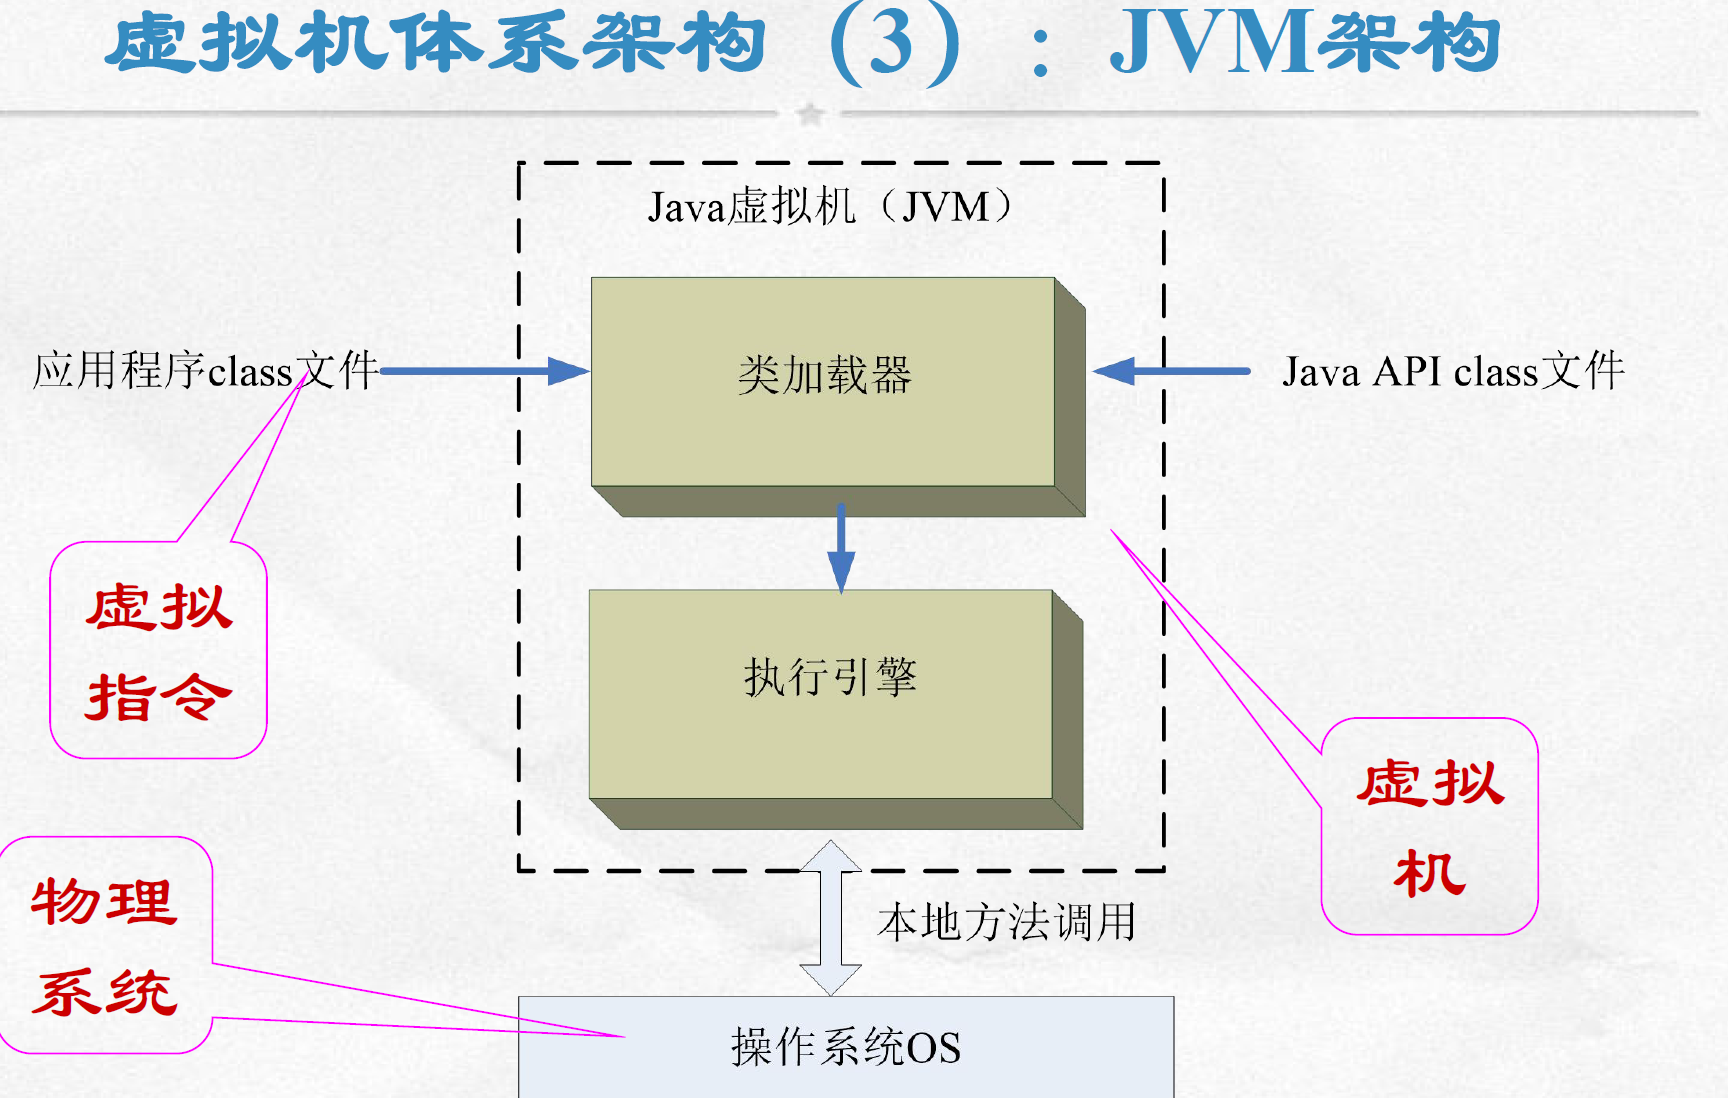 虚拟机体系架构（3）：JVM架构
Java虚拟机（JVM）
应用程序class文件
类加载器
Java API class文件
虚拟
指令
执行引擎
虚拟
机
物理
系统
本地方法调用
操作系统OS